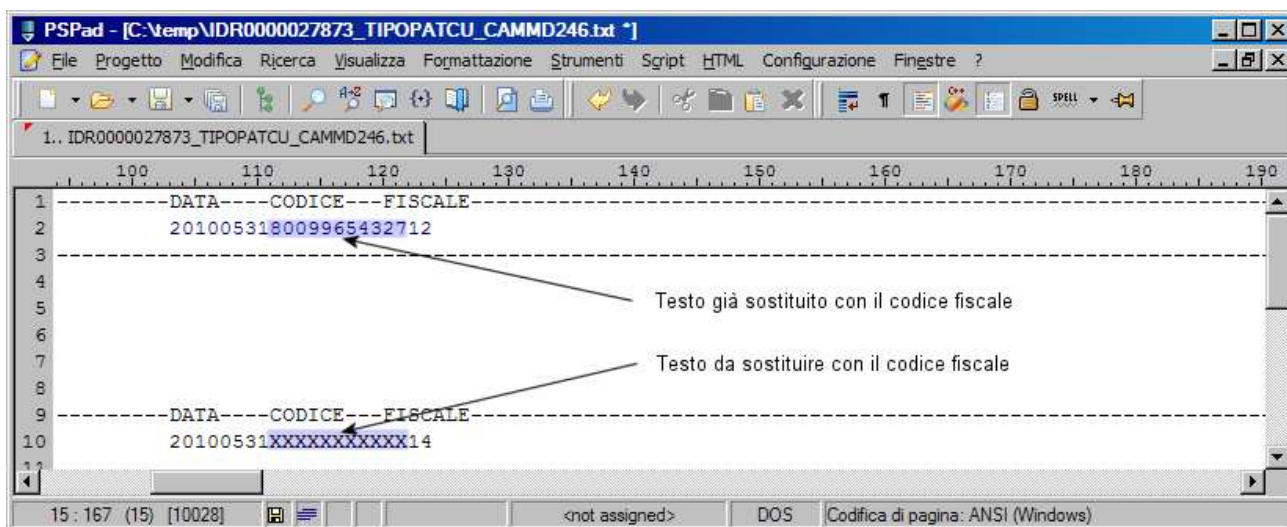 PSPad - [C:\temp\IDR0000027873_TIPOPATCU_CAMMD246.txt *]
File Progetto Modifica Ricerca Visualizza Formattazione Strumenti Script HTML Configurazione Finestre ?
1.. IDR0000027873_TIPOPATCU_CAMMD246.txt
100 110 120 130 140 150 160 170 180 190
1 ---------DATA----CODICE---FISCALE---------------------------------------------------------------
2 201005318009965432712
3 ------------------------------------------------------------------------------------------------
4
Testo già sostituito con il codice fiscale
5
6
7 Testo da sostituire con il codice fiscale
8
9 ---------DATA----CODICE---FISCALE---------------------------------------------------------------
10 20100531XXXXXXXXXXX14
11
15 : 167 (15) [10028] <not assigned> DOS Codifica di pagina: ANSI (Windows)